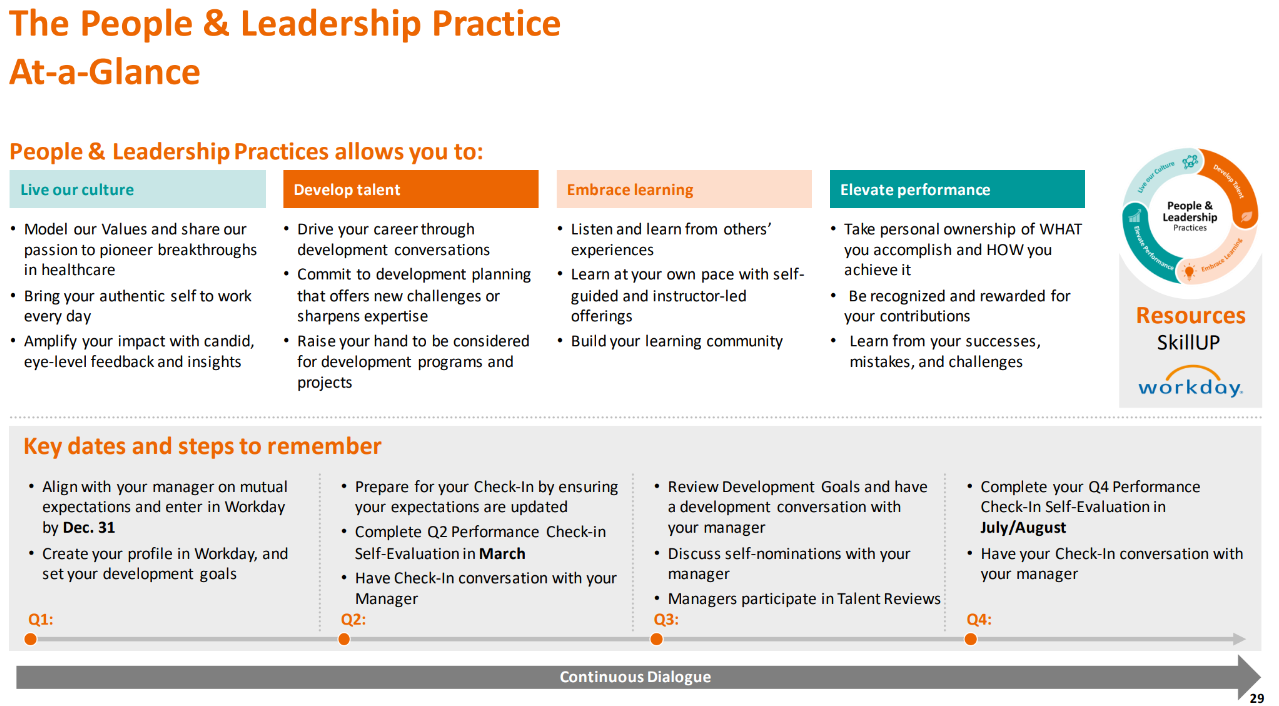 The People & Leadership Practice
At-a-Glance
People & Leadership Practices allows you to:
Live our culture
• Model our Values and share our
passion to pioneer breakthroughs
in healthcare
• Bring your authentic self to work
every day
• Amplify your impact with candid,
eye-level feedback and insights
Develop talent
• Drive your career through
development conversations
• Commit to development planning
that offers new challenges or
sharpens expertise
• Raise your hand to be considered
for development programs and
projects
Embrace learning
• Listen and learn from others’
experiences
• Learn at your own pace with self-
guided and instructor-led
offerings
• Build your learning community
Elevate performance
• Take personal ownership of WHAT
you accomplish and HOW you
achieve it
• Be recognized and rewarded for
your contributions
• Learn from your successes,
mistakes, and challenges
Live our Culture
Develop Talent
Embrace Learning
Elevate Performance
People &
Leadership
Practices
Resources
SkillUP
workday®
Key dates and steps to remember
• Align with your manager on mutual
expectations and enter in Workday
by Dec. 31
• Create your profile in Workday, and
set your development goals
Q1:
• Prepare for your Check-In by ensuring
your expectations are updated
• Complete Q2 Performance Check-in
Self-Evaluation in March
• Have Check-In conversation with your
Manager
Q2:
• Review Development Goals and have
a development conversation with
your manager
• Discuss self-nominations with your
manager
• Managers participate in Talent Reviews
Q3:
• Complete your Q4 Performance
Check-In Self-Evaluation in
July/August
• Have your Check-In conversation with
your manager
Q4:
Continuous Dialogue
29